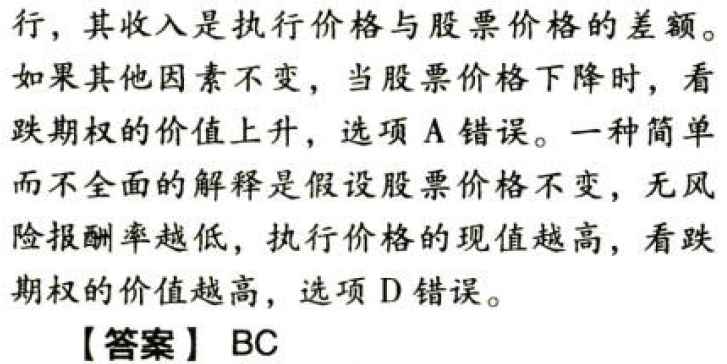 行，其收入是执行价格与股票价格的差额。
如果其他因素不变，当股票价格下降时，看
跌期权的价值上升，选项 A 错误。一种简单
而不全面的解释是假设股票价格不变，无风
险报酬率越低，执行价格的现值越高，看跌
期权的价值越高，选项 D 错误。
【答案】 BC